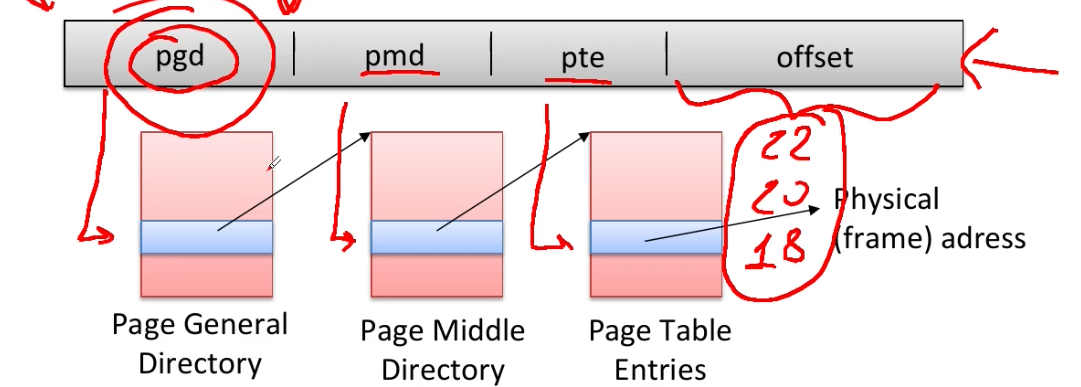 pgd pmd pte offset
22
20
18
Physical
(frame) adress
Page General
Directory
Page Middle
Directory
Page Table
Entries